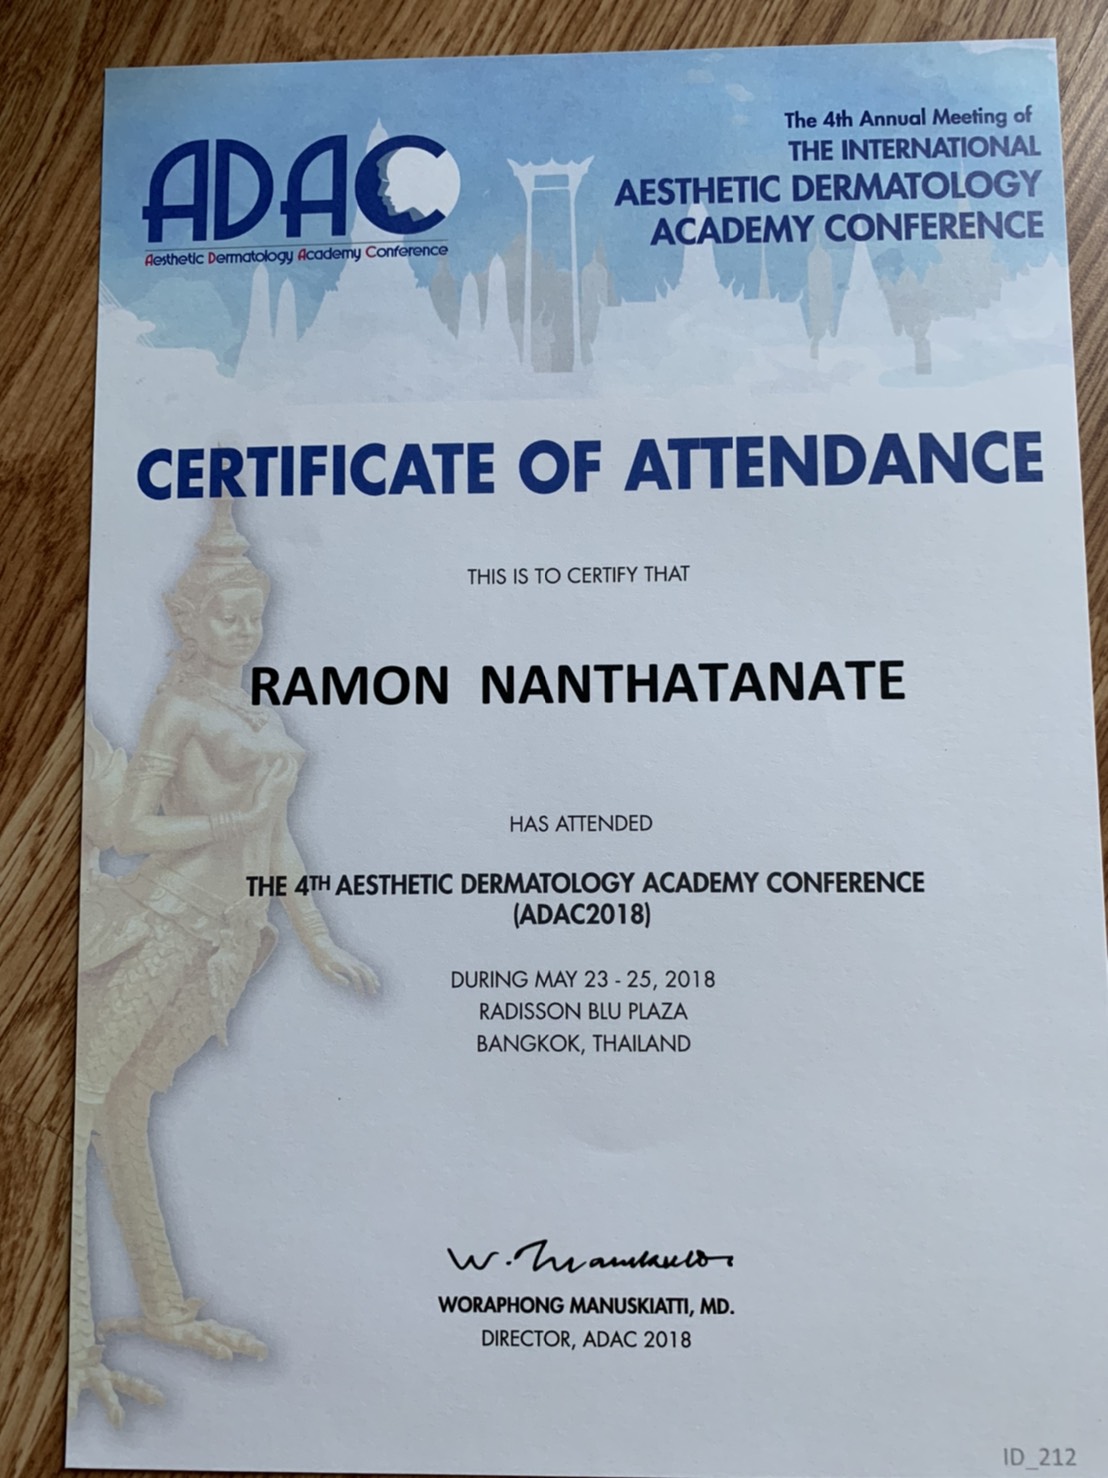 ADAC
Aesthetic Dermatology Academy Conference
The 4th Annual Meeting of
THE INTERNATIONAL
AESTHETIC DERMATOLOGY
ACADEMY CONFERENCE
CERTIFICATE OF ATTENDANCE
THIS IS TO CERTIFY THAT
RAMON NANTHATANATE
HAS ATTENDED
THE 4TH AESTHETIC DERMATOLOGY ACADEMY CONFERENCE
(ADAC2018)
DURING MAY 23 - 25, 2018
RADISSON BLU PLAZA
BANGKOK, THAILAND
WORAPHONG MANUSKIATTI, MD.
DIRECTOR, ADAC 2018
ID_212